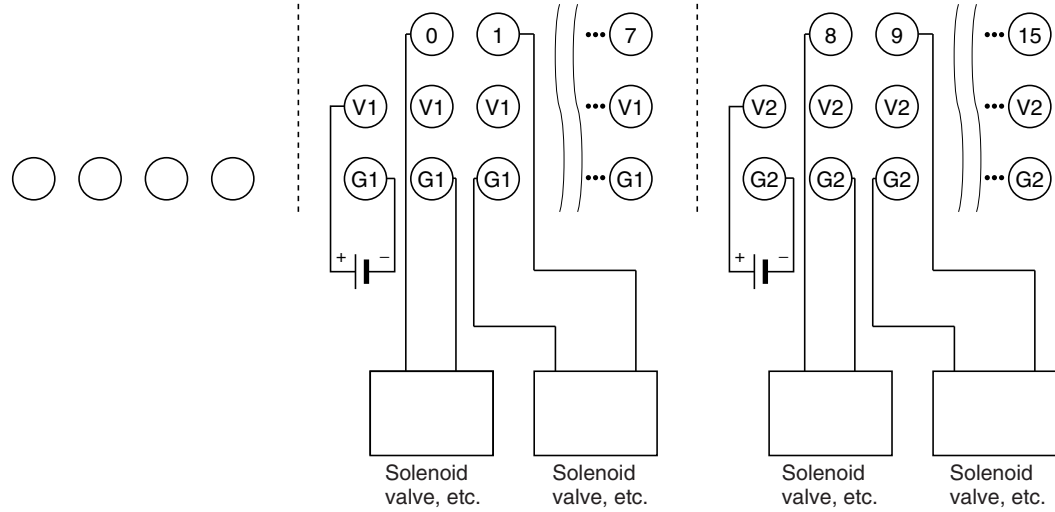 0 1 ••• 7 8 9 ••• 15
V1 V1 V1 ••• V1 V2 V2 V2 ••• V2
G1 G1 G1 ••• G1 G2 G2 G2 ••• G2
+ – + –
Solenoid valve, etc.
Solenoid valve, etc.
Solenoid valve, etc.
Solenoid valve, etc.